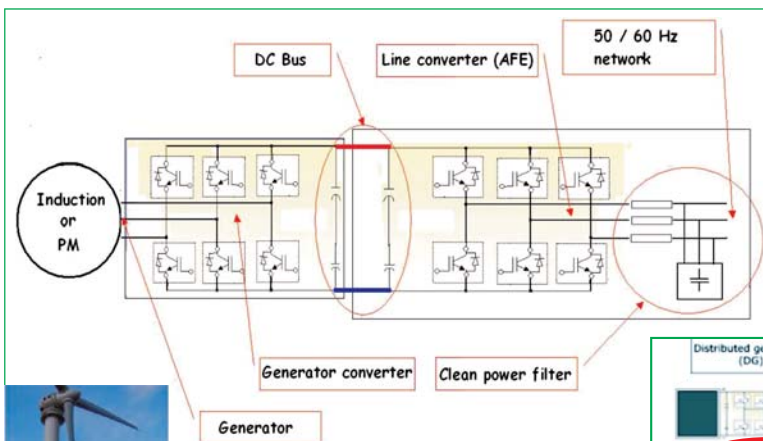 50 / 60 Hz
network
DC Bus
Line converter (AFE)
Induction
or
PM
Generator converter
Clean power filter
Generator
Distributed ge
(DG)